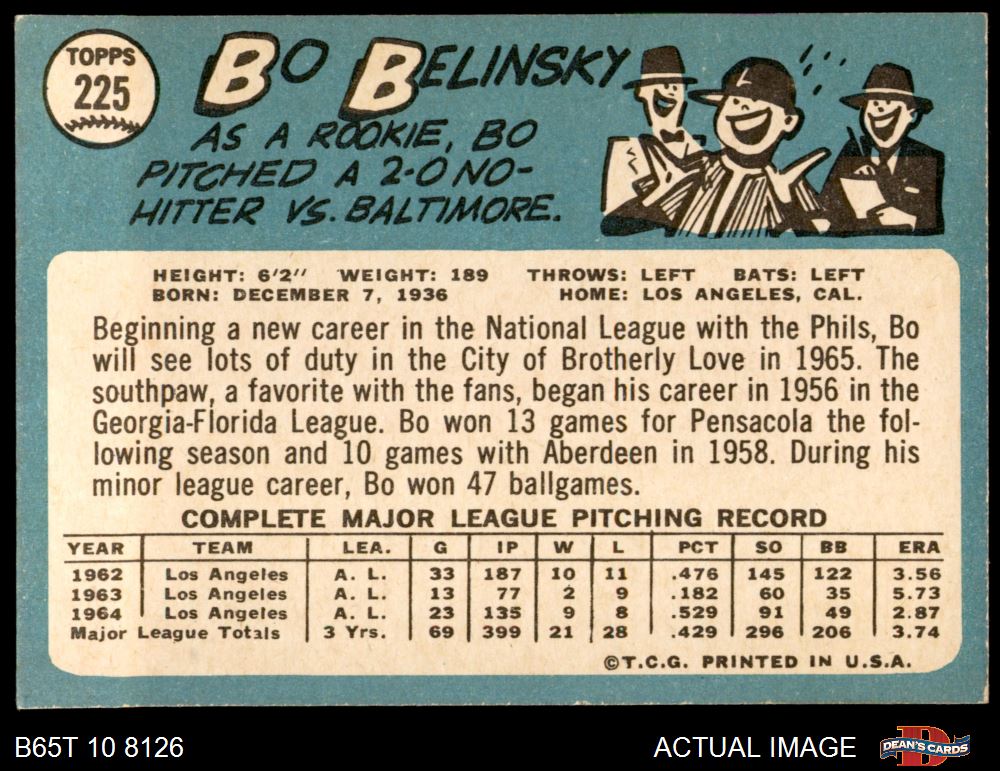 TOPPS
225
BO BELINSKY
AS A ROOKIE, BO
PITCHED A 2-0 NO-
HITTER VS. BALTIMORE.
HEIGHT: 6'2" WEIGHT: 189 THROWS: LEFT BATS: LEFT
BORN: DECEMBER 7, 1936 HOME: LOS ANGELES, CAL.
Beginning a new career in the National League with the Phils, Bo
will see lots of duty in the City of Brotherly Love in 1965. The
southpaw, a favorite with the fans, began his career in 1956 in the
Georgia-Florida League. Bo won 13 games for Pensacola the fol-
lowing season and 10 games with Aberdeen in 1958. During his
minor league career, Bo won 47 ballgames.
COMPLETE MAJOR LEAGUE PITCHING RECORD
YEAR TEAM LEA. G IP W L PCT SO BB ERA
1962 Los Angeles A. L. 33 187 10 11 .476 145 122 3.56
1963 Los Angeles A. L. 13 77 2 9 .182 60 35 5.73
1964 Los Angeles A. L. 23 135 9 8 .529 91 49 2.87
Major League Totals 3 Yrs. 69 399 21 28 .429 296 206 3.74
©T.C.G. PRINTED IN U.S.A.
B65T 10 8126 ACTUAL IMAGE DEAN'S CARDS